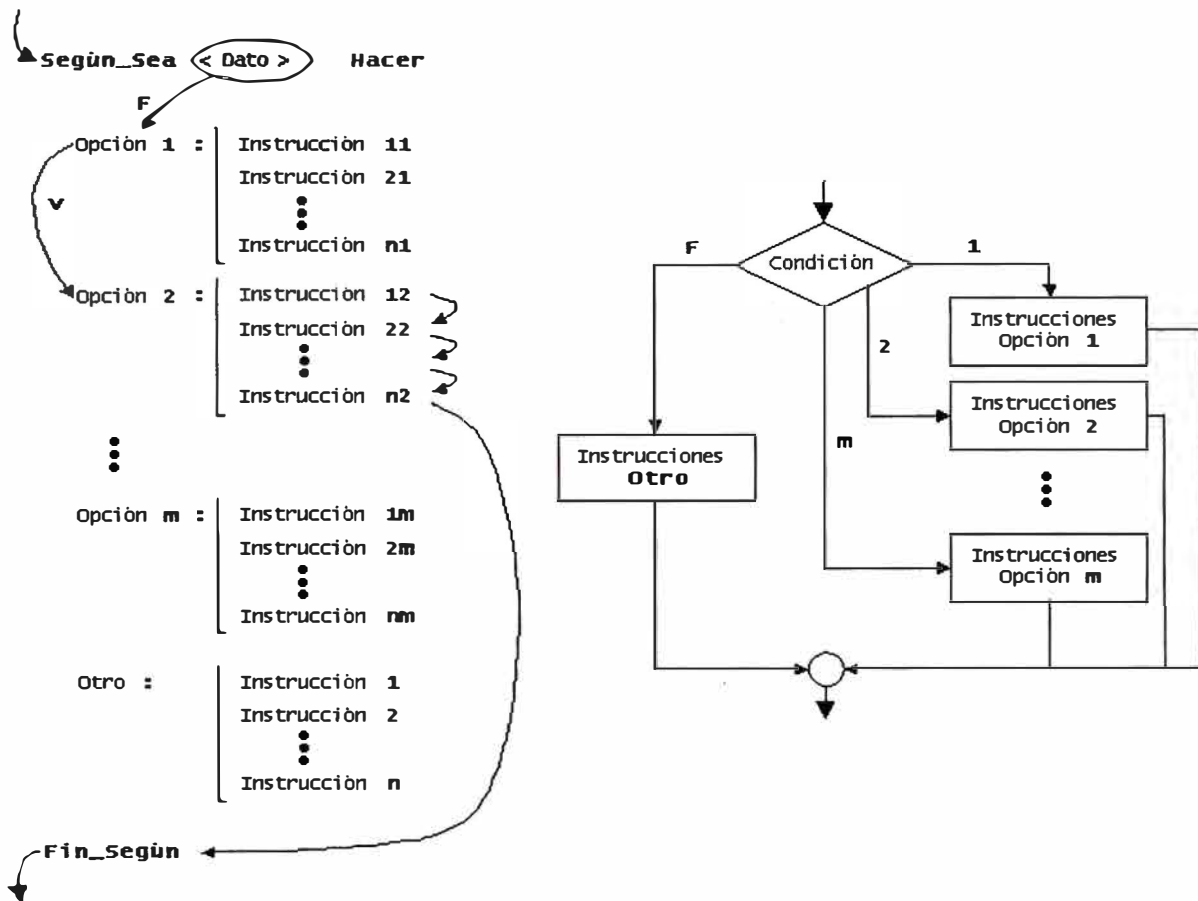 Segùn_Sea < Dato > Hacer
F
Opciòn 1 : Instrucciòn 11
Instrucciòn 21
v
Instrucciòn n1
Opciòn 2 : Instrucciòn 12
Instrucciòn 22
Instrucciòn n2
Opciòn m : Instrucciòn 1m
Instrucciòn 2m
Instrucciòn nm
Otro : Instrucciòn 1
Instrucciòn 2
Instrucciòn n
Fin_Segùn
F
Condiciòn
1
Instrucciones
Opciòn 1
2
Instrucciones
Opciòn 2
m
Instrucciones
Otro
Instrucciones
Opciòn m